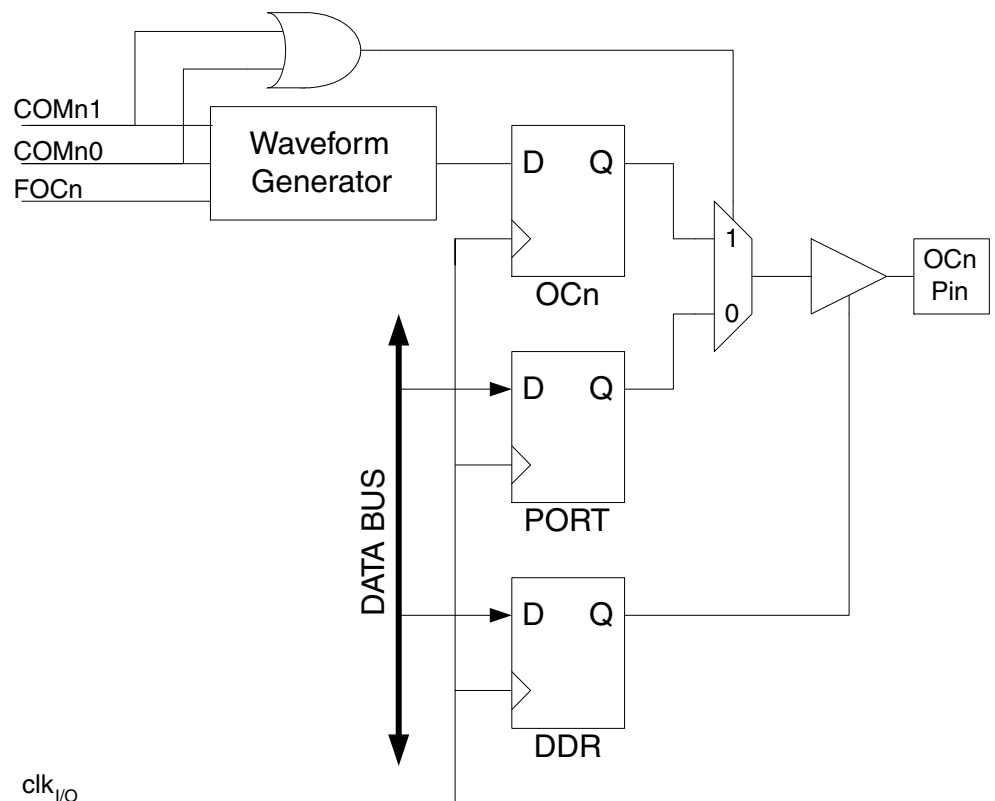 COMn1
COMn0
FOCn
Waveform
Generator
D Q
OCn
1
0
OCn
Pin
D Q
PORT
DATA BUS
D Q
DDR
clkI/O